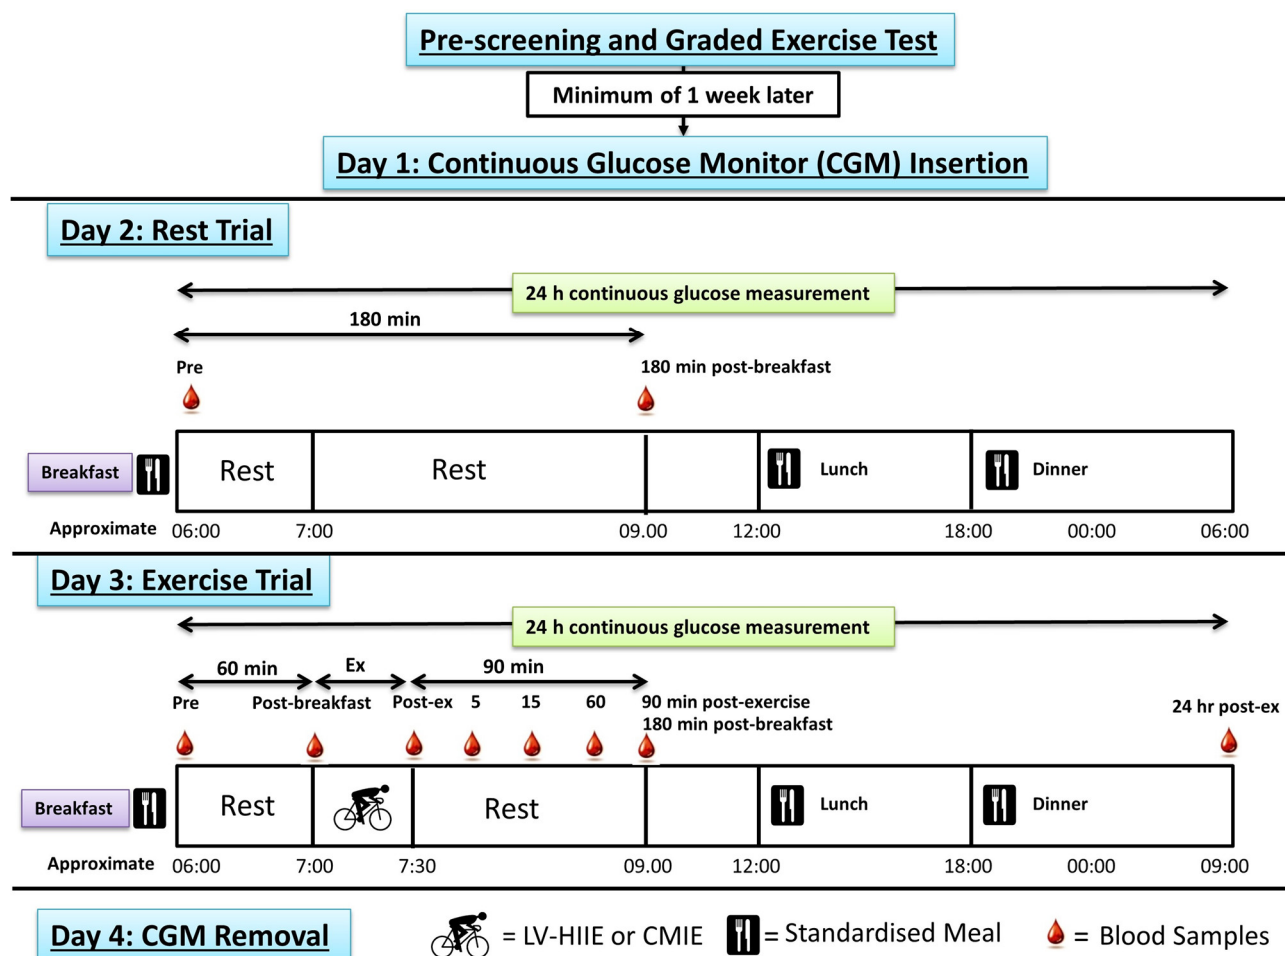 Pre-screening and Graded Exercise Test
Minimum of 1 week later
Day 1: Continuous Glucose Monitor (CGM) Insertion
Day 2: Rest Trial
24 h continuous glucose measurement
180 min
Pre
180 min post-breakfast
Breakfast
Rest
Rest
Lunch
Dinner
Approximate 06:00 7:00 09.00 12:00 18:00 00:00 06:00
Day 3: Exercise Trial
24 h continuous glucose measurement
60 min Ex 90 min
Pre Post-breakfast Post-ex 5 15 60 90 min post-exercise
180 min post-breakfast
24 hr post-ex
Breakfast
Rest
Rest
Lunch
Dinner
Approximate 06:00 7:00 7:30 09.00 12:00 18:00 00:00 09:00
Day 4: CGM Removal
= LV-HIIE or CMIE
= Standardised Meal
= Blood Samples